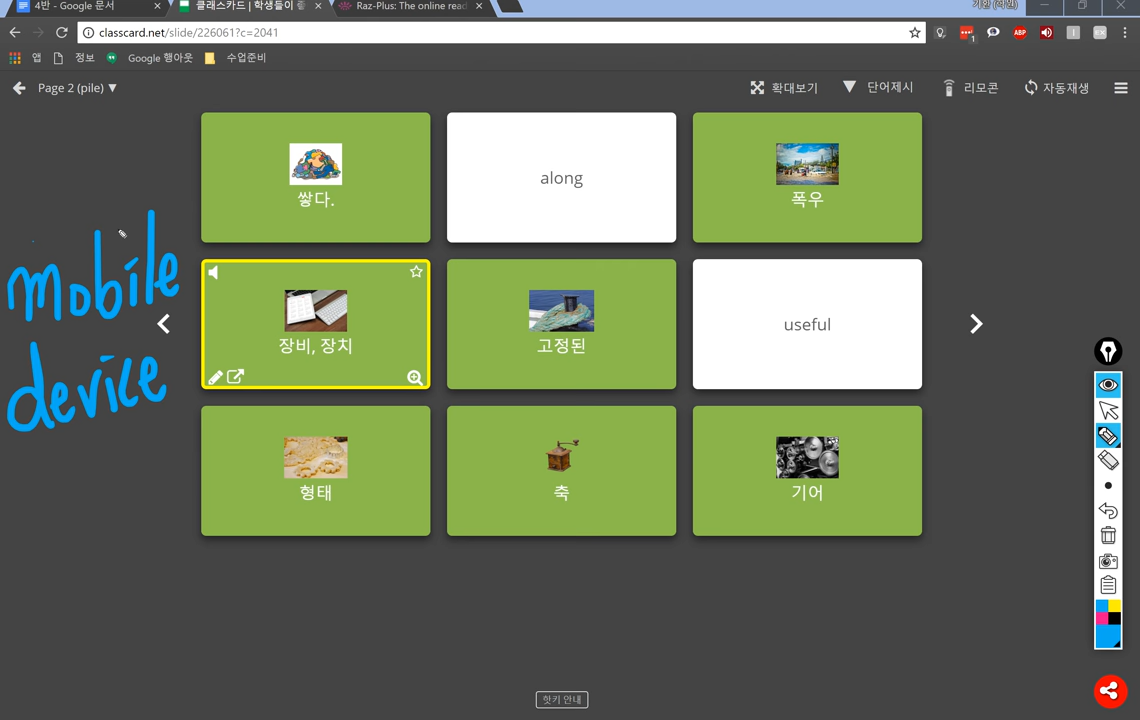 4반 - Google 문서
클래스카드 | 학생들이 좋
Raz-Plus: The online read
classcard.net/slide/226061?c=2041
ABP
1
앱
정보
Google 행아웃
수업준비
Page 2 (pile) ▼
확대보기
단어제시
리모콘
자동재생
쌓다.
along
폭우
mobile
device
장비, 장치
고정된
useful
형태
축
기어
핫키 안내